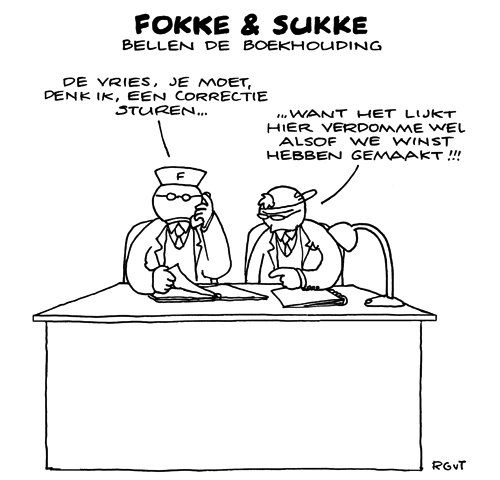 FOKKE & SUKKE
BELLEN DE BOEKHOUDING
DE VRIES, JE MOET,
DENK IK, EEN CORRECTIE
STUREN...
...WANT HET LIJKT
HIER VERDOMME WEL
ALSOF WE WINST
HEBBEN GEMAAKT!!!
F
RGvT